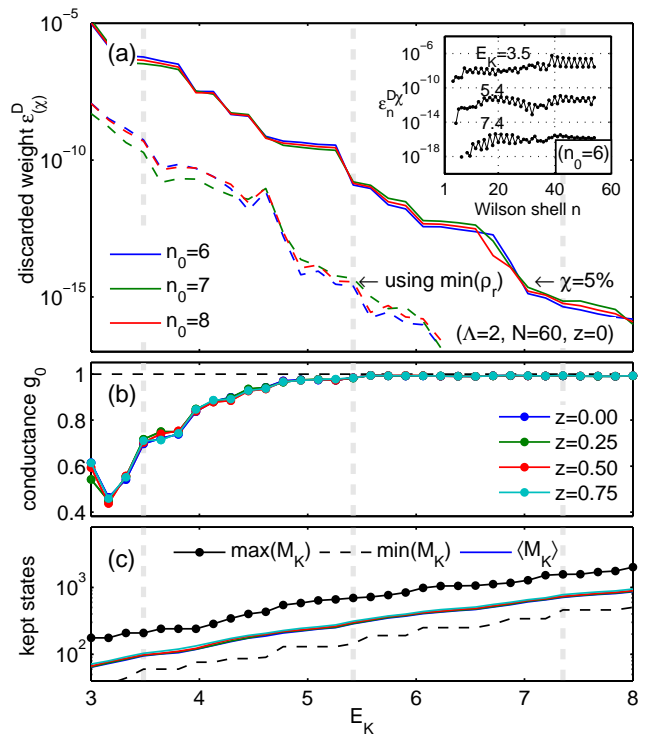 (a)
discarded weight ε^D_(χ)
10^−5
10^−10
10^−15
n_0=6
n_0=7
n_0=8
← using min(ρ_r)
← χ=5%
(Λ=2, N=60, z=0)
ε_n^Dχ
10^−6
10^−10
10^−14
10^−18
E_K=3.5
5.4
7.4
(n_0=6)
20 40 60
Wilson shell n
(b)
conductance g_0
1
0.8
0.6
0.4
z=0.00
z=0.25
z=0.50
z=0.75
(c)
kept states
10^3
10^2
max(M_K) min(M_K) ⟨M_K⟩
3 4 5 6 7 8
E_K